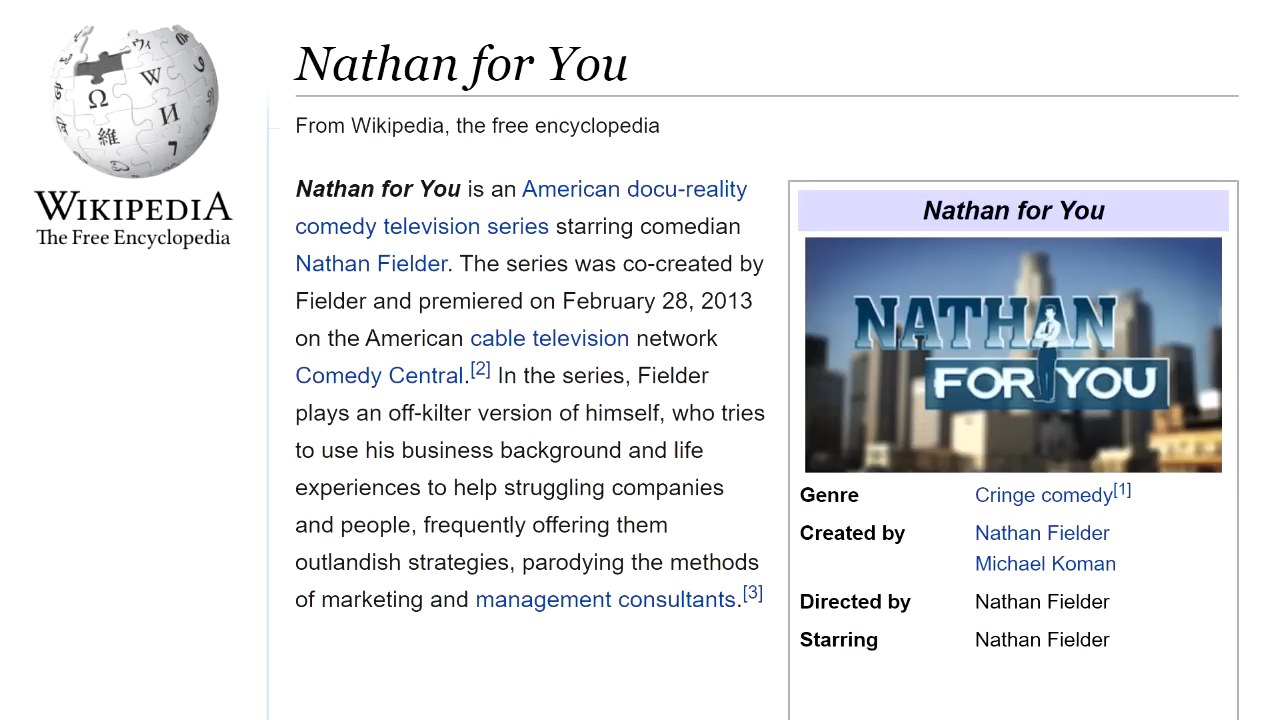 Nathan for You
From Wikipedia, the free encyclopedia
WIKIPEDIA
The Free Encyclopedia
Nathan for You is an American docu-reality
comedy television series starring comedian
Nathan Fielder. The series was co-created by
Fielder and premiered on February 28, 2013
on the American cable television network
Comedy Central.[2] In the series, Fielder
plays an off-kilter version of himself, who tries
to use his business background and life
experiences to help struggling companies
and people, frequently offering them
outlandish strategies, parodying the methods
of marketing and management consultants.[3]
Nathan for You
NATHAN
FOR YOU
Genre Cringe comedy[1]
Created by Nathan Fielder
Michael Koman
Directed by Nathan Fielder
Starring Nathan Fielder